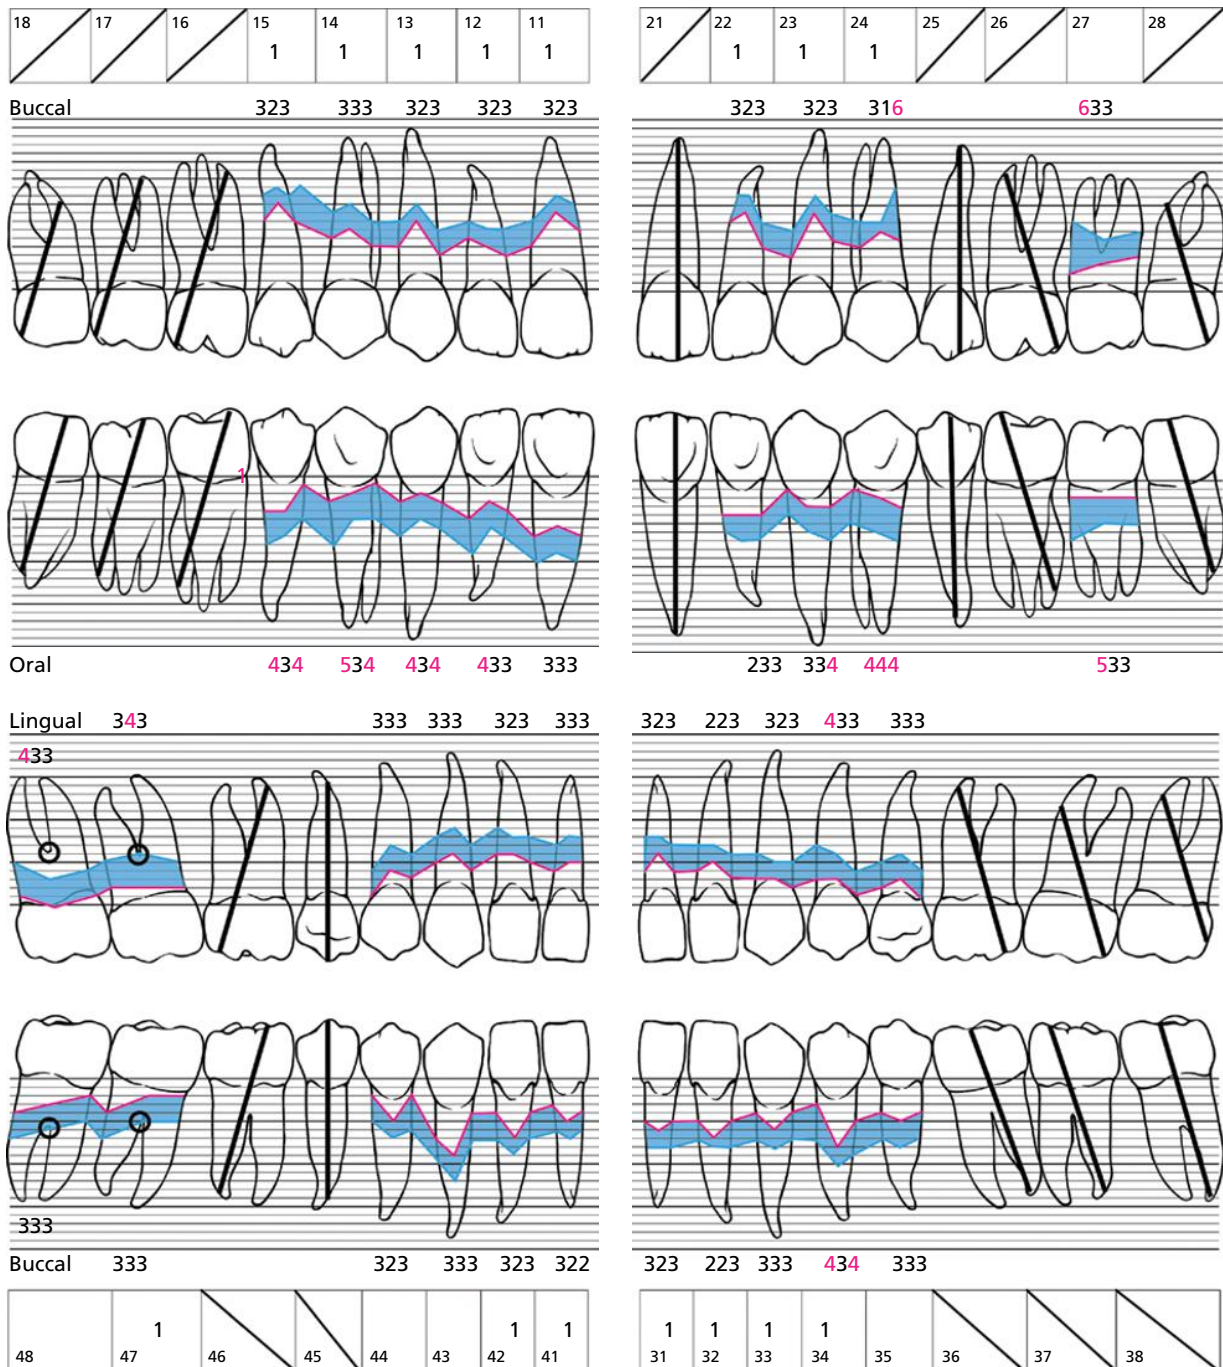 18 17 16 15 14 13 12 11 21 22 23 24 25 26 27 28
1 1 1 1 1 1 1 1
Buccal 323 333 323 323 323 323 323 316 633
1
Oral 434 534 434 433 333 233 334 444 533
Lingual 343 333 333 323 333 323 223 323 433 333
433
333
Buccal 333 323 333 323 322 323 223 333 434 333
1 1 1 1 1 1 1
48 47 46 45 44 43 42 41 31 32 33 34 35 36 37 38